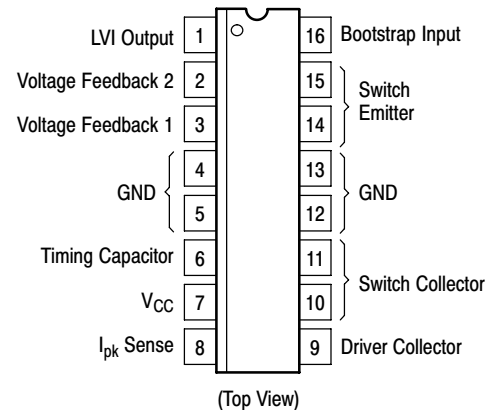 LVI Output 1 16 Bootstrap Input
Voltage Feedback 2 2 15 Switch
Emitter
Voltage Feedback 1 3 14
GND 4 13 GND
5 12
Timing Capacitor 6 11 Switch Collector
VCC 7 10
Ipk Sense 8 9 Driver Collector
(Top View)